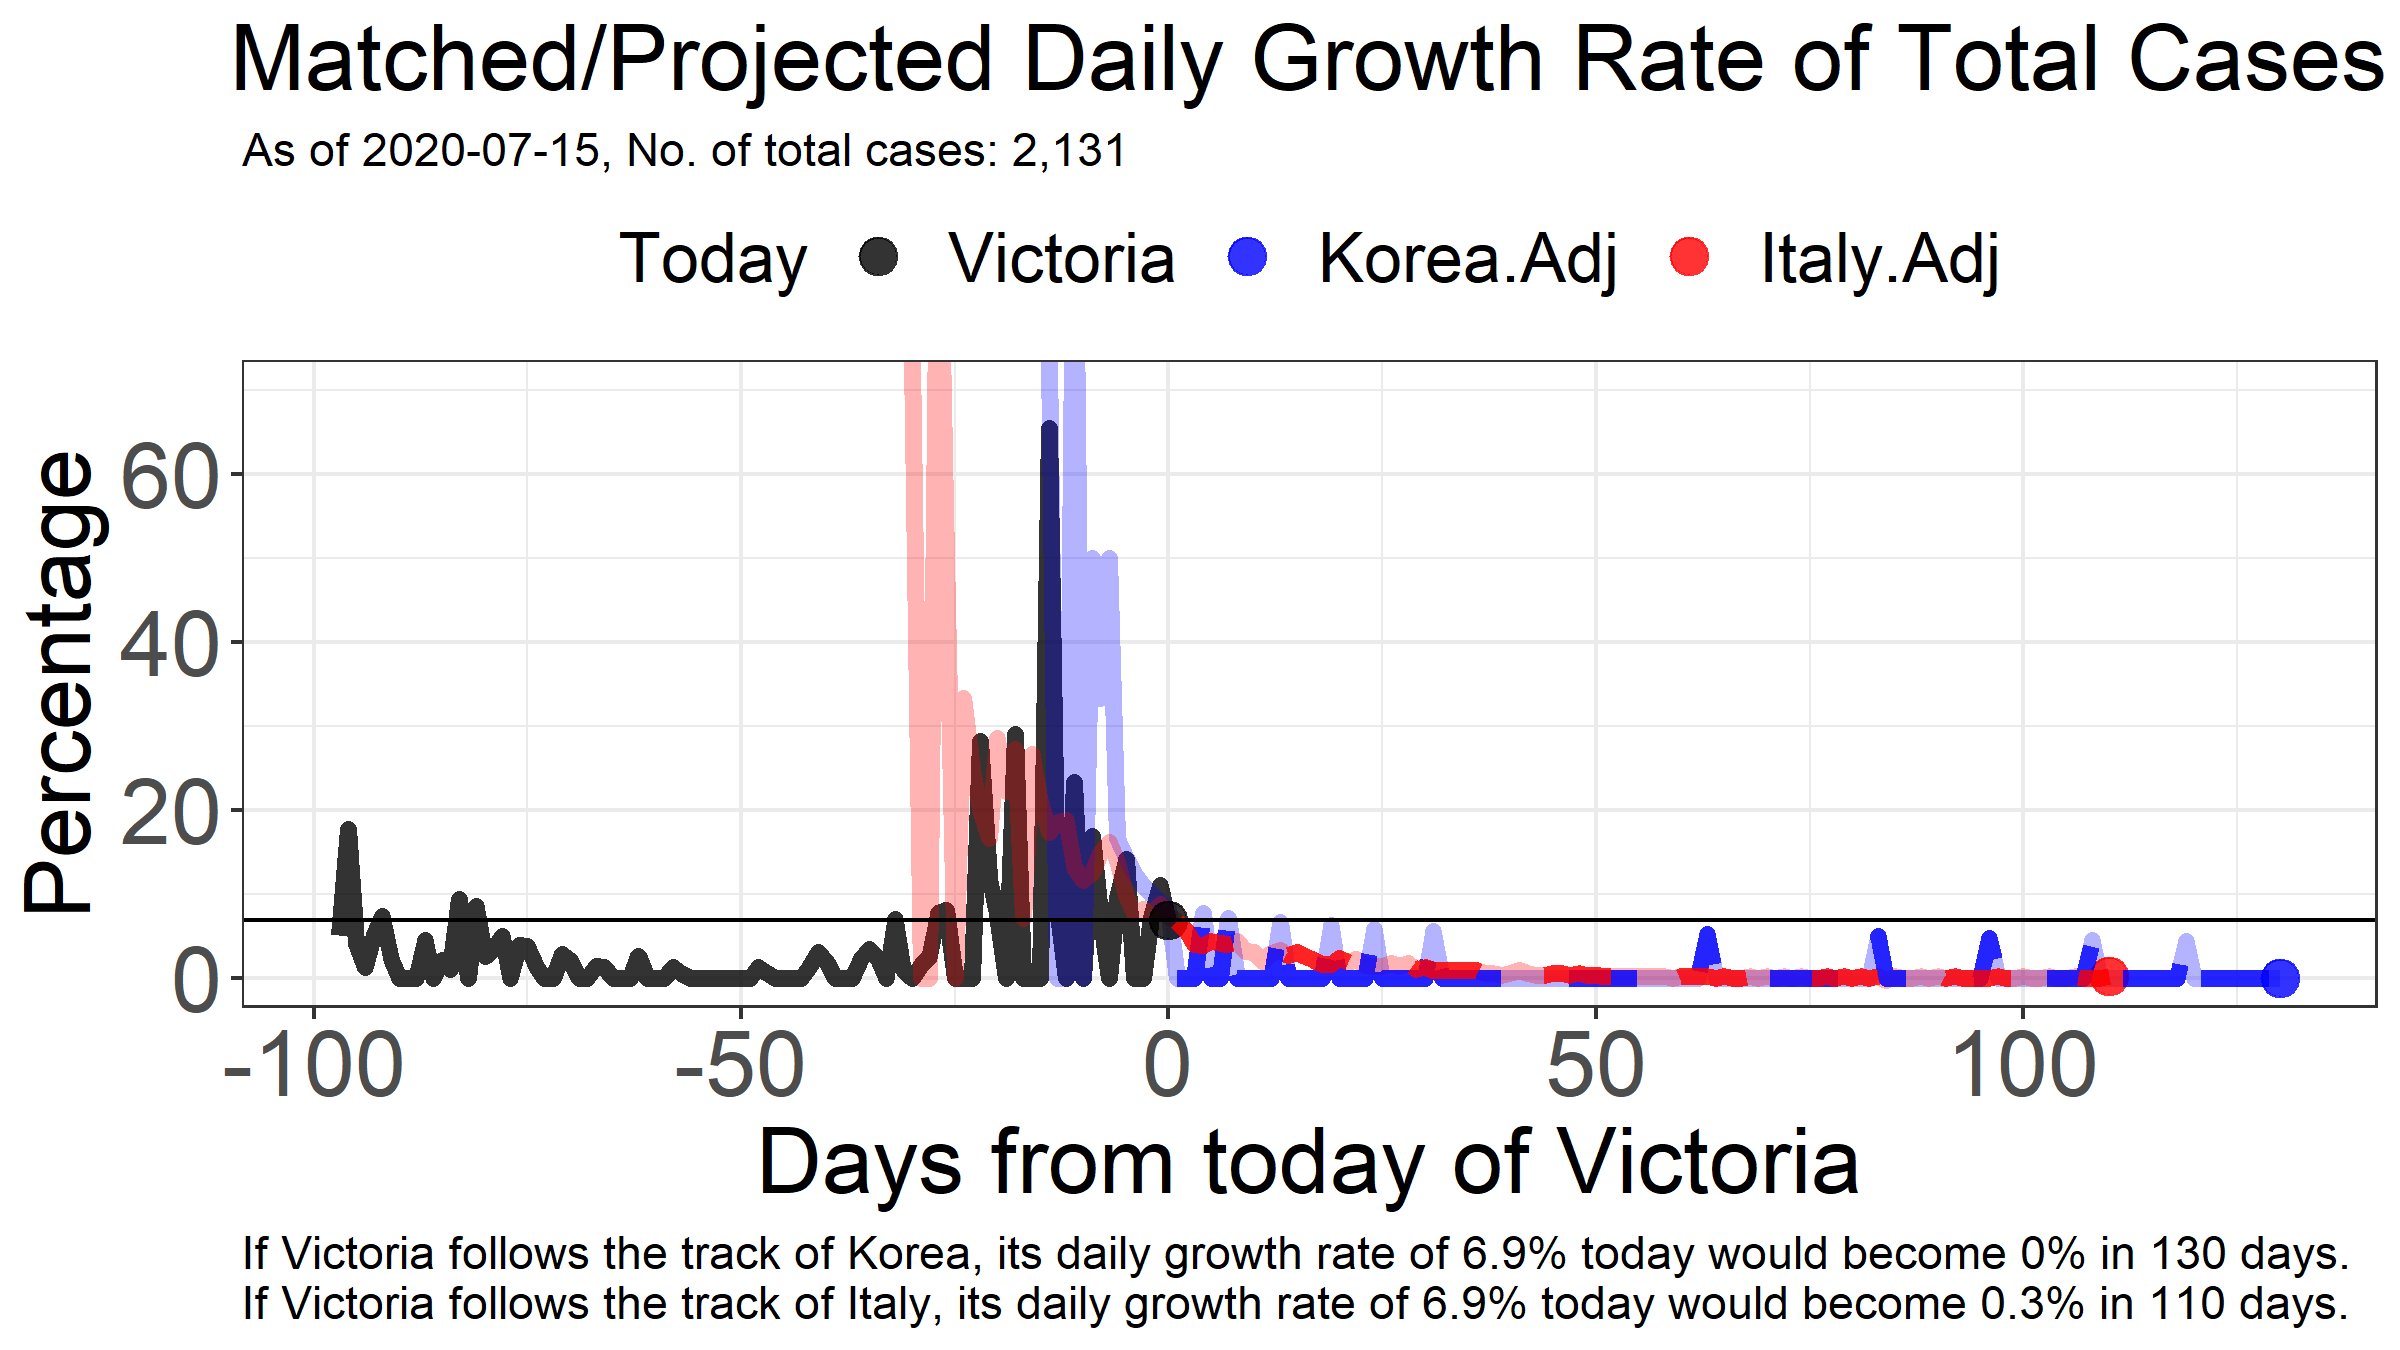 Matched/Projected Daily Growth Rate of Total Cases
As of 2020-07-15, No. of total cases: 2,131
Today Victoria Korea.Adj Italy.Adj
Percentage
60
40
20
0
-100 -50 0 50 100
Days from today of Victoria
If Victoria follows the track of Korea, its daily growth rate of 6.9% today would become 0% in 130 days.
If Victoria follows the track of Italy, its daily growth rate of 6.9% today would become 0.3% in 110 days.